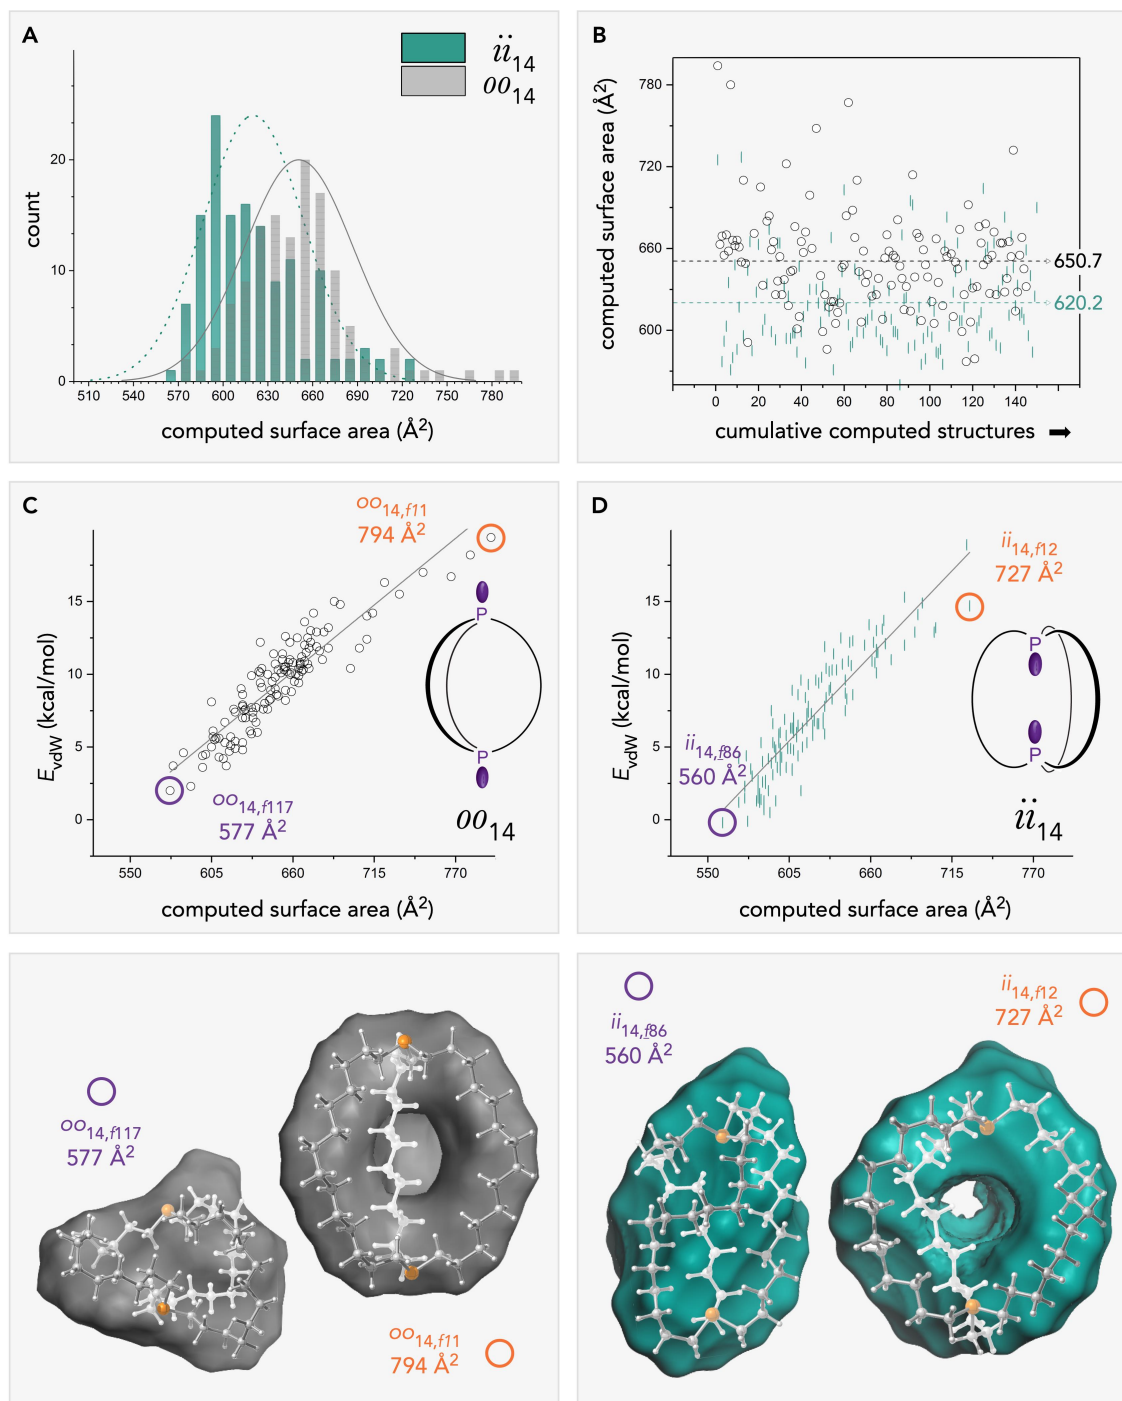 A
ïi14
oo14
count
20
10
0
510 540 570 600 630 660 690 720 750 780
computed surface area (Å²)
B
computed surface area (Å²)
780
720
660
600
650.7
620.2
0 20 40 60 80 100 120 140
cumulative computed structures ➡
C
oo14,f11
794 Å²
EvdW (kcal/mol)
15
10
5
0
P
P
oo14,f117
577 Å²
oo14
550 605 660 715 770
computed surface area (Å²)
D
ii14,f12
727 Å²
EvdW (kcal/mol)
15
10
5
0
P
P
ii14,f86
560 Å²
ïi14
550 605 660 715 770
computed surface area (Å²)
oo14,f117
577 Å²
oo14,f11
794 Å²
ii14,f86
560 Å²
ii14,f12
727 Å²